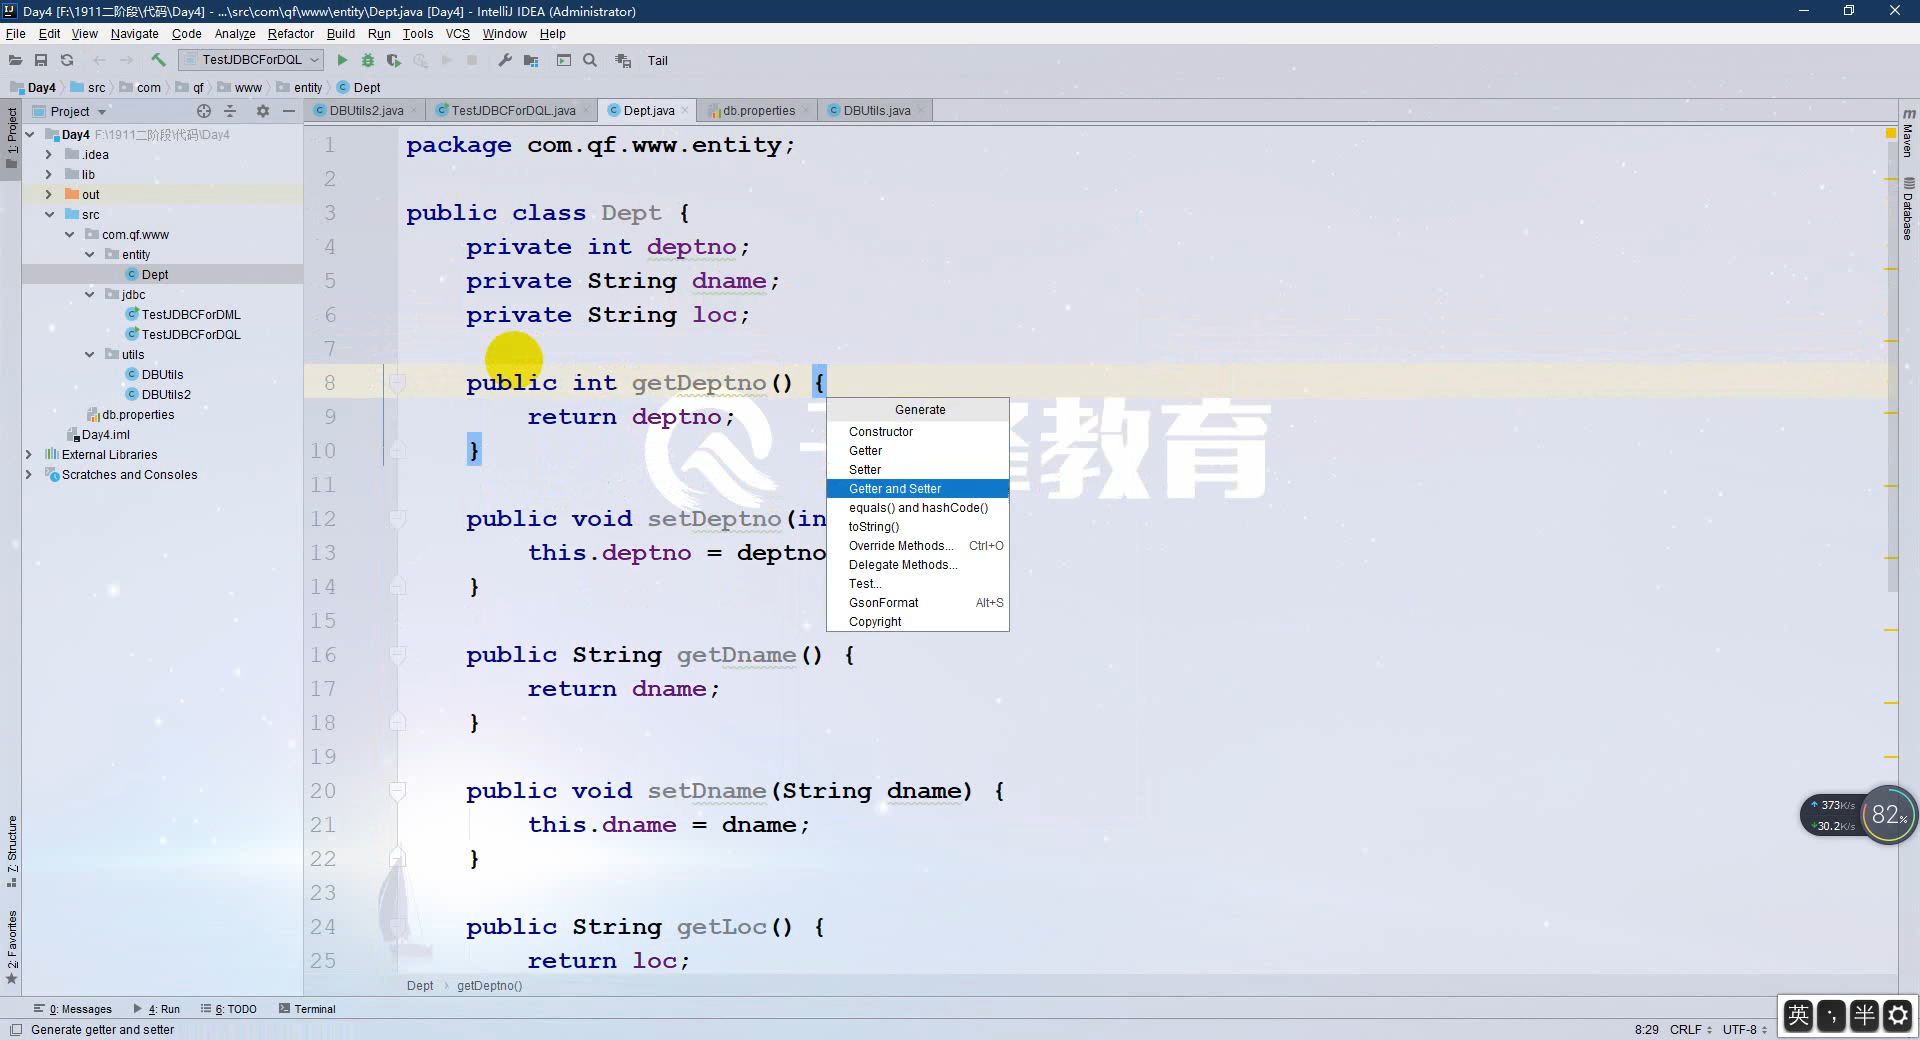 Day4 [F:\1911二阶段\代码\Day4] - ...\src\com\qf\www\entity\Dept.java [Day4] - IntelliJ IDEA (Administrator)
File Edit View Navigate Code Analyze Refactor Build Run Tools VCS Window Help
TestJDBCForDQL Tail
Day4 src com qf www entity Dept
Project
DBUtils2.java TestJDBCForDQL.java Dept.java db.properties DBUtils.java
1: Project
Day4 F:\1911二阶段\代码\Day4
.idea
lib
out
src
com.qf.www
entity
Dept
jdbc
TestJDBCForDML
TestJDBCForDQL
utils
DBUtils
DBUtils2
db.properties
Day4.iml
External Libraries
Scratches and Consoles
7: Structure
2: Favorites
1 package com.qf.www.entity;
2
3 public class Dept {
4 private int deptno;
5 private String dname;
6 private String loc;
7
8 public int getDeptno() {
9 return deptno;
10 }
11
12 public void setDeptno(in
13 this.deptno = deptno
14 }
15
16 public String getDname() {
17 return dname;
18 }
19
20 public void setDname(String dname) {
21 this.dname = dname;
22 }
23
24 public String getLoc() {
25 return loc;
Generate
Constructor
Getter
Setter
Getter and Setter
equals() and hashCode()
toString()
Override Methods... Ctrl+O
Delegate Methods...
Test...
GsonFormat Alt+S
Copyright
教育
m Maven
Database
373K/s
30.2K/s
82%
Dept getDeptno()
0: Messages 4: Run 6: TODO Terminal
Generate getter and setter
8:29 CRLF UTF-8
英 ·, 半